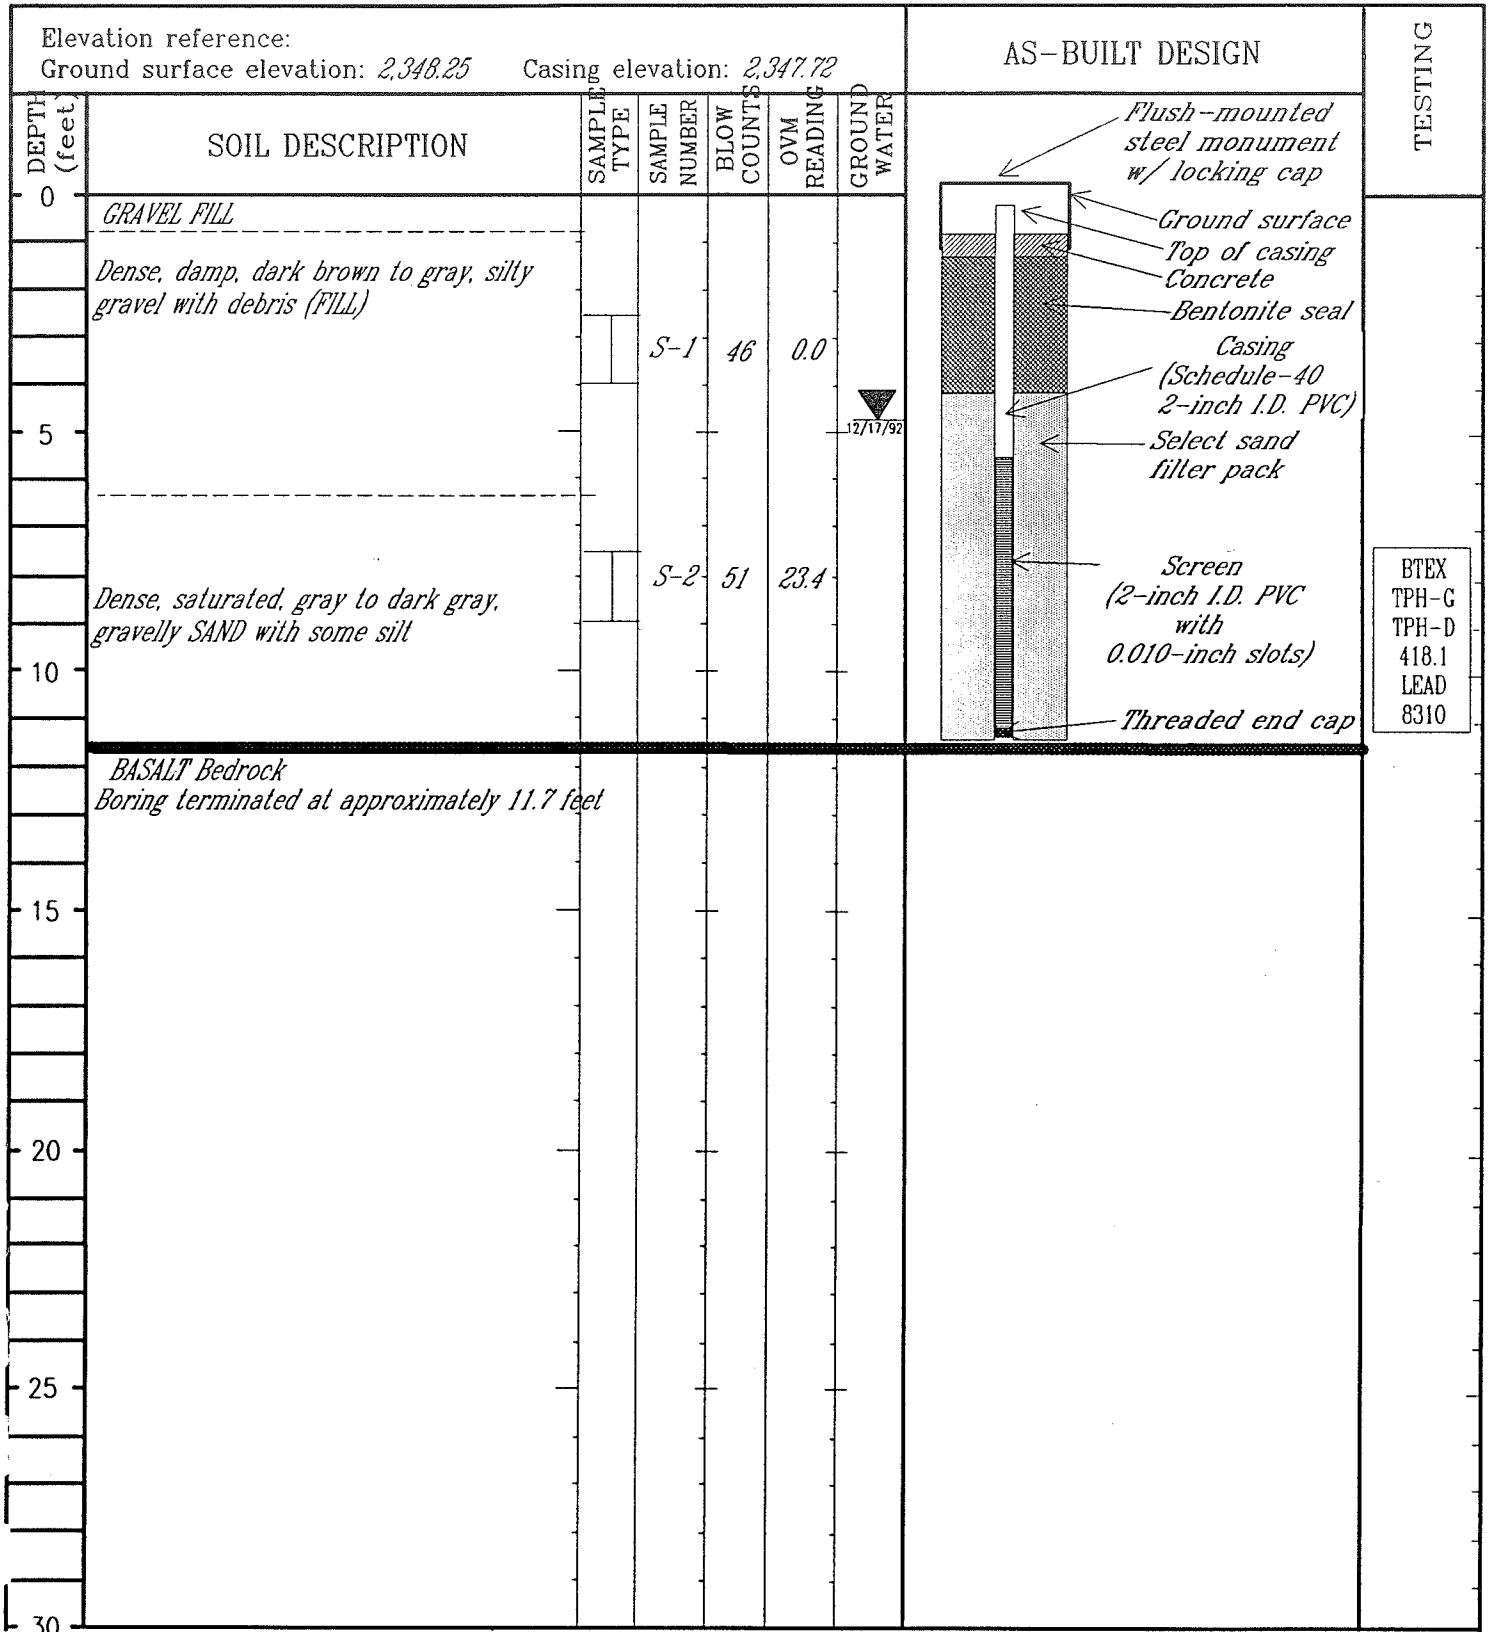 Elevation reference:
Ground surface elevation: 2,348.25 Casing elevation: 2,347.72
AS-BUILT DESIGN
TESTING
DEPTH
(feet)
SOIL DESCRIPTION
SAMPLE
TYPE
SAMPLE
NUMBER
BLOW
COUNTS
OVM
READING
GROUND
WATER
0
GRAVEL FILL
Dense, damp, dark brown to gray, silty
gravel with debris (FILL)
S-1 46 0.0
12/17/92
5
S-2 51 23.4
Dense, saturated, gray to dark gray,
gravelly SAND with some silt
10
BASALT Bedrock
Boring terminated at approximately 11.7 feet
15
20
25
30
Flush-mounted
steel monument
w/ locking cap
Ground surface
Top of casing
Concrete
Bentonite seal
Casing
(Schedule-40
2-inch I.D. PVC)
Select sand
filter pack
Screen
(2-inch I.D. PVC
with
0.010-inch slots)
Threaded end cap
BTEX
TPH-G
TPH-D
418.1
LEAD
8310